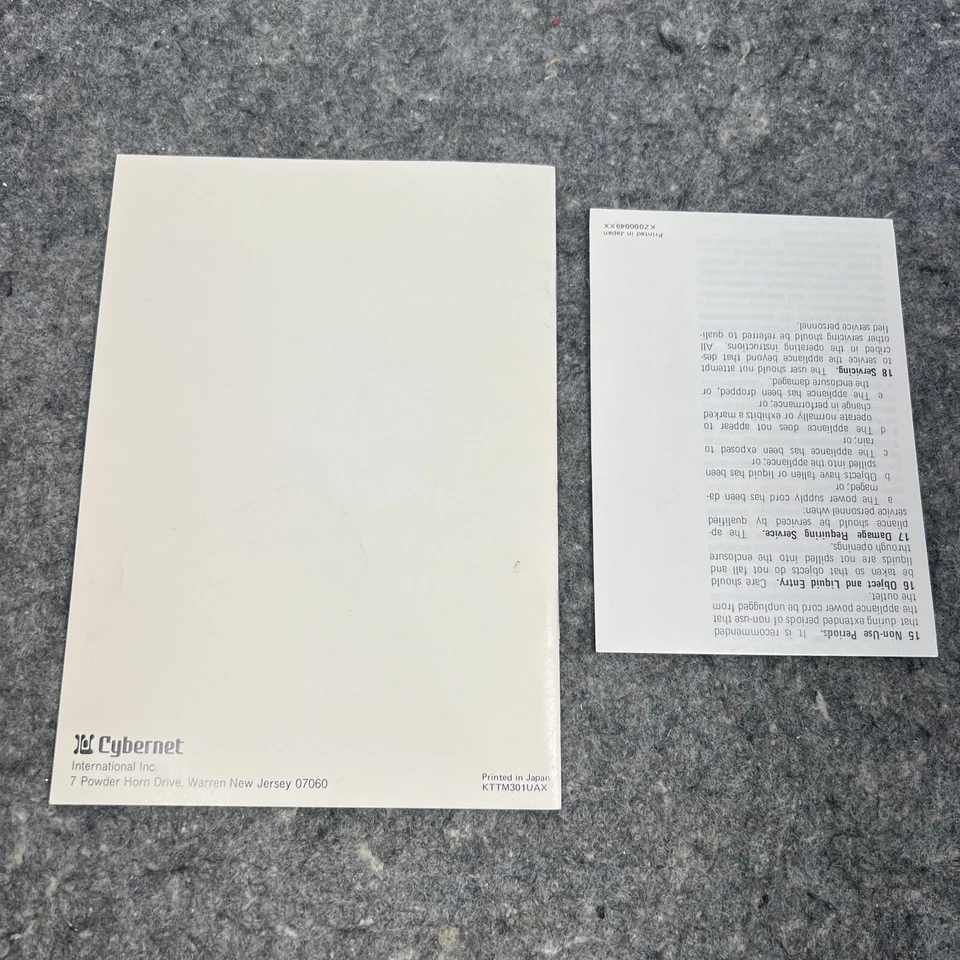 Cybernet
International Inc.
7 Powder Horn Drive, Warren New Jersey 07060
Printed in Japan
KTTM301UAX
15 Non-Use Periods. It is recommended
that during extended periods of non-use that
the appliance power cord be unplugged from
the outlet.
16 Object and Liquid Entry. Care should
be taken so that objects do not fall and
liquids are not spilled into the enclosure
through openings.
17 Damage Requiring Service. The ap-
pliance should be serviced by qualified
service personnel when:
a The power supply cord has been da-
maged; or
b Objects have fallen or liquid has been
spilled into the appliance; or
c The appliance has been exposed to
rain; or
d The appliance does not appear to
operate normally or exhibits a marked
change in performance; or
e The appliance has been dropped, or
the enclosure damaged.
18 Servicing. The user should not attempt
to service the appliance beyond that des-
cribed in the operating instructions. All
other servicing should be referred to quali-
fied service personnel.
Printed in Japan
KZ000049XX